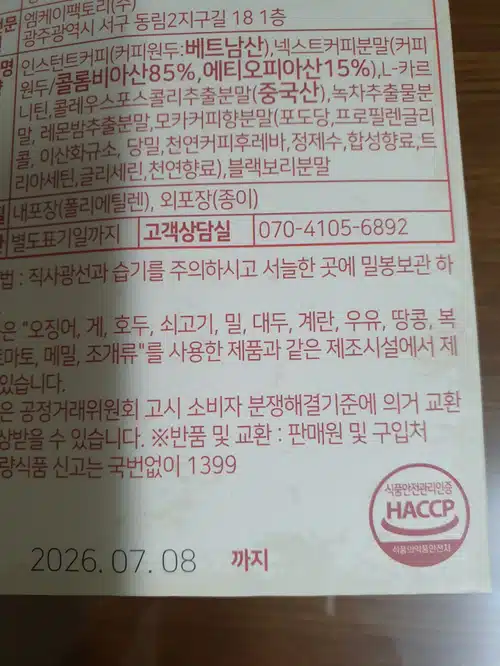 엠케이팩토리(주)
광주광역시 서구 동림2지구길 18 1층
인스턴트커피(커피원두:베트남산),넥스트커피분말(커피
원두/콜롬비아산85%,에티오피아산15%),L-카르
니틴,콜레우스포스콜리추출분말(중국산),녹차추출물분
말, 레몬밤추출분말,모카커피향분말(포도당,프로필렌글리
콜, 이산화규소, 당밀,천연커피후레바,정제수,합성향료,트
리아세틴,글리세린,천연향료),블랙보리분말
내포장(폴리에틸렌), 외포장(종이)
별도표기일까지 고객상담실 070-4105-6892
법 : 직사광선과 습기를 주의하시고 서늘한 곳에 밀봉보관 하
은 "오징어, 게, 호두, 쇠고기, 밀, 대두, 계란, 우유, 땅콩, 복
마토, 메밀, 조개류"를 사용한 제품과 같은 제조시설에서 제
있습니다.
은 공정거래위원회 고시 소비자 분쟁해결기준에 의거 교환
상받을 수 있습니다. ※반품 및 교환 : 판매원 및 구입처
량식품 신고는 국번없이 1399
식품안전관리인증
HACCP
식품의약품안전처
2026.07.08 까지